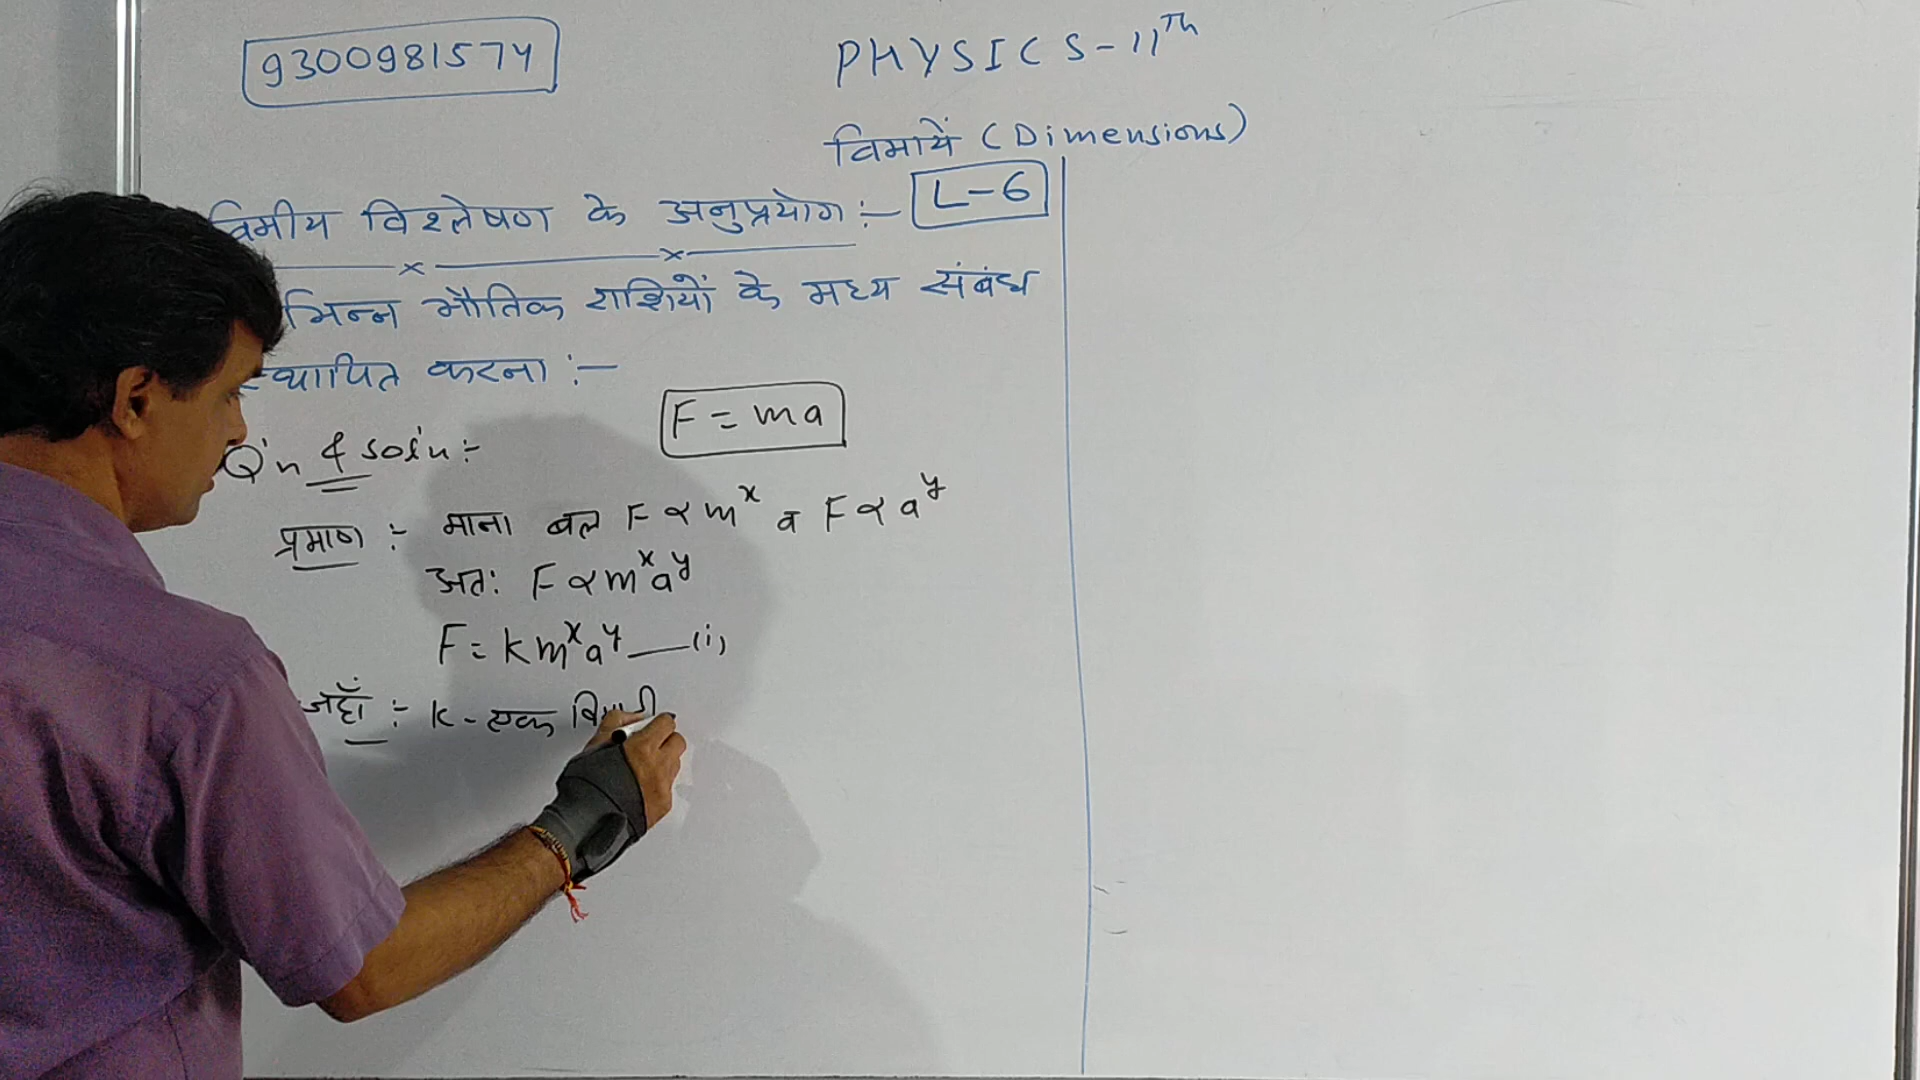 9300981574
PHYSICS-11Th
विमायें (Dimensions)
विमीय विश्लेषण के अनुप्रयोग :- L-6
भिन्न भौतिक राशियों के मध्य संबंध
स्थापित करना :-
F = ma
Q'n & sol'n :-
प्रमाण :- माना बल F ∝ m^x व F ∝ a^y
अत: F ∝ m^x a^y
F = K m^x a^y —(i)
जहाँ :- K - एक